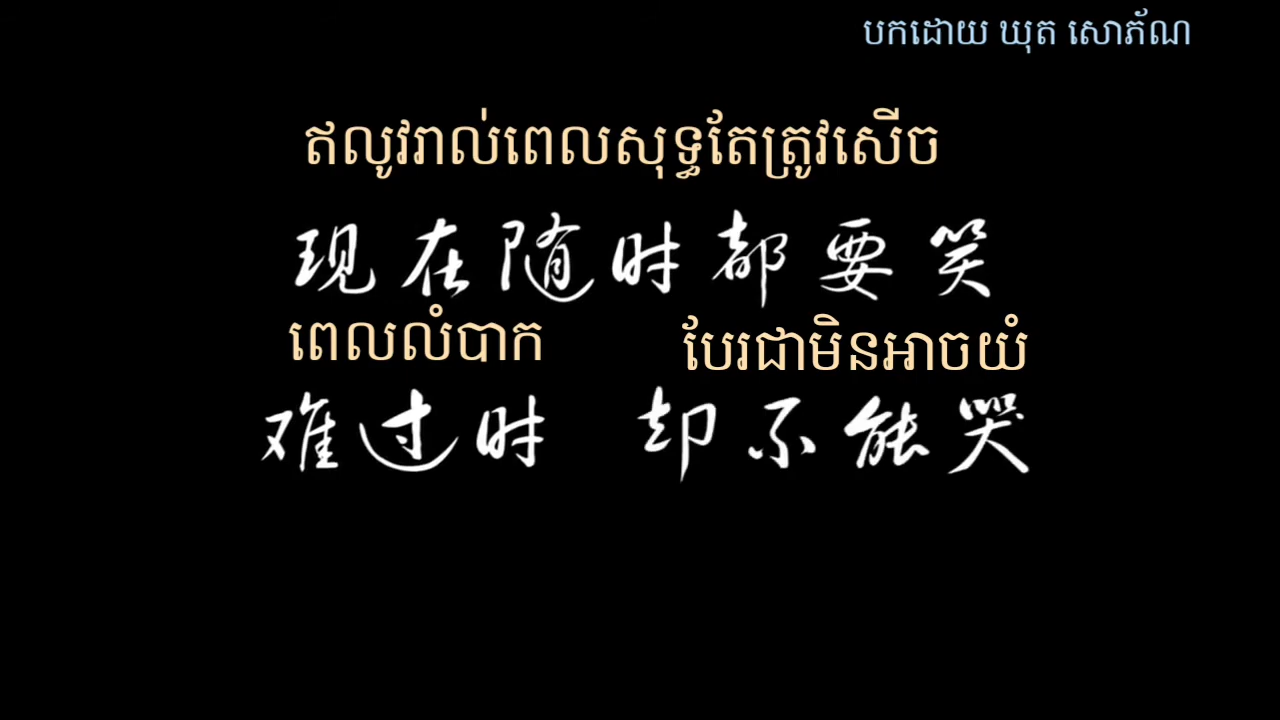 បកដោយ ឃុត សោភ័ណ
ឥលូវរាល់ពេលសុទ្ធតែត្រូវសើច
现在随时都要笑
ពេលលំបាក បែរជាមិនអាចយំ
难过时 却不能哭